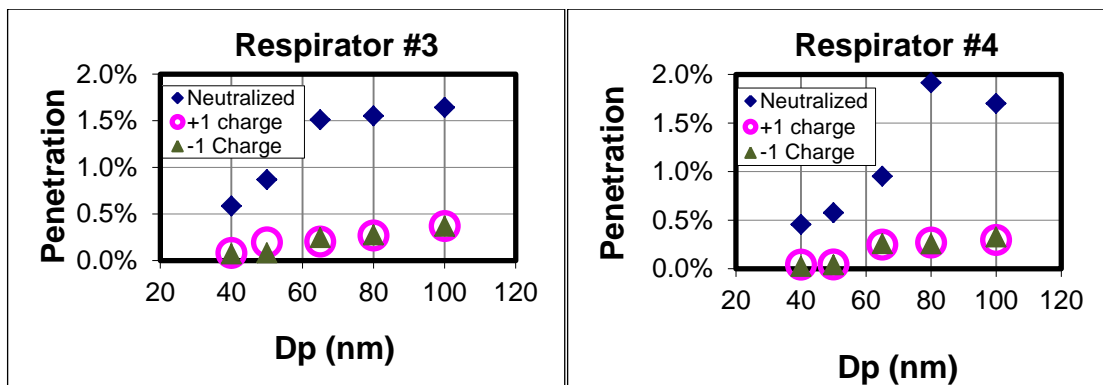 Respirator #3
Penetration
2.0%
1.5%
1.0%
0.5%
0.0%
Neutralized
+1 charge
-1 Charge
20 40 60 80 100 120
Dp (nm)
Respirator #4
Penetration
2.0%
1.5%
1.0%
0.5%
0.0%
Neutralized
+1 charge
-1 Charge
20 40 60 80 100 120
Dp (nm)